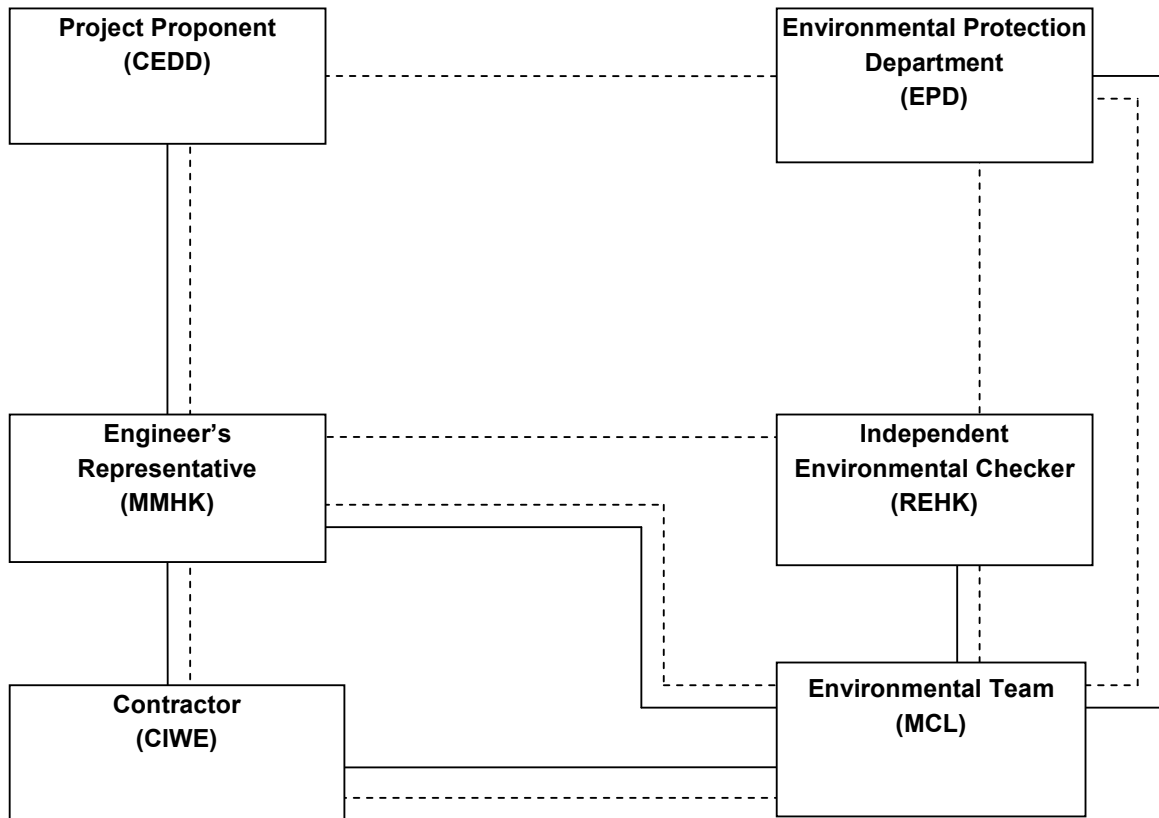 Project Proponent
(CEDD)
Environmental Protection
Department
(EPD)
Engineer’s
Representative
(MMHK)
Independent
Environmental Checker
(REHK)
Contractor
(CIWE)
Environmental Team
(MCL)